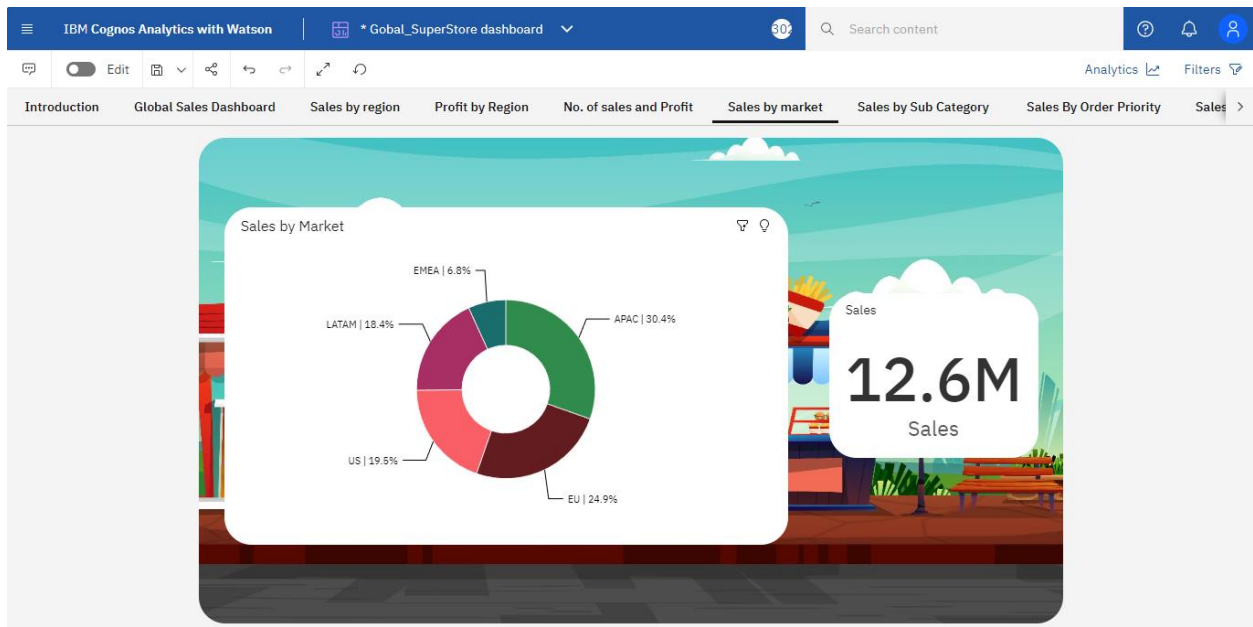 IBM Cognos Analytics with Watson
* Gobal_SuperStore dashboard
302
Search content
Edit
Analytics
Filters
Introduction
Global Sales Dashboard
Sales by region
Profit by Region
No. of sales and Profit
Sales by market
Sales by Sub Category
Sales By Order Priority
Sales
Sales by Market
EMEA | 6.8%
APAC | 30.4%
LATAM | 18.4%
US | 19.5%
EU | 24.9%
Sales
12.6M
Sales